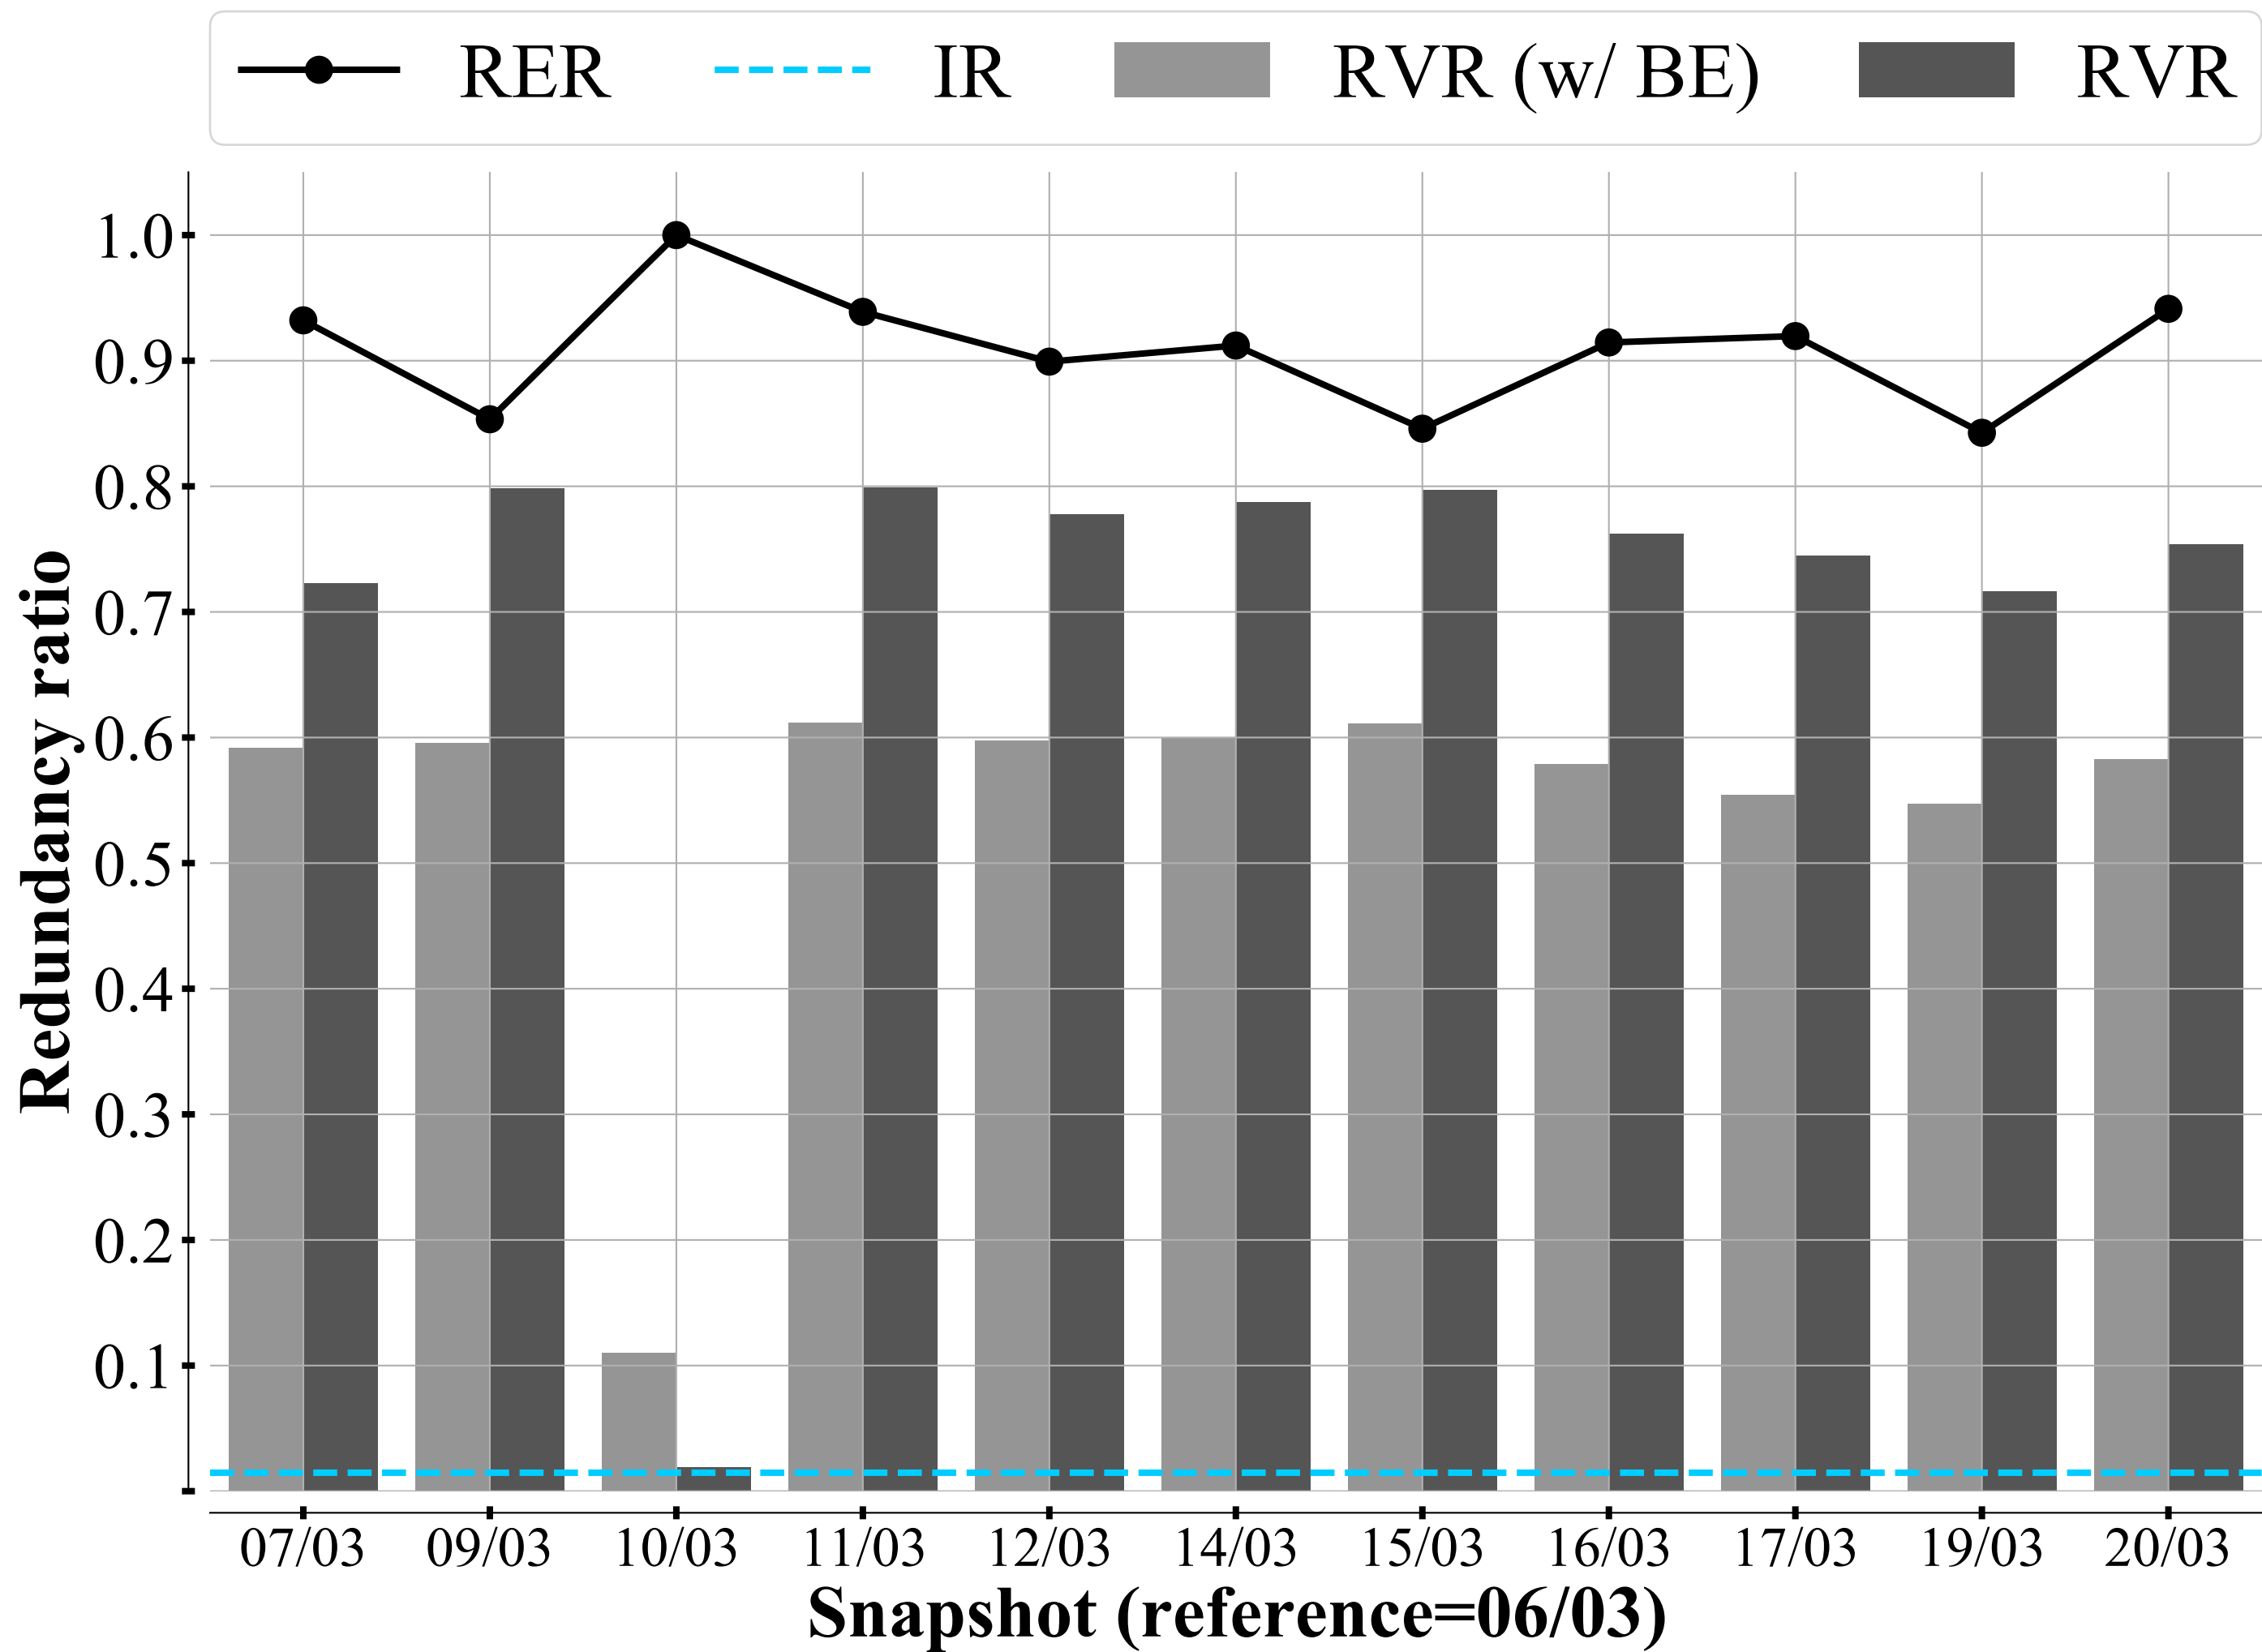 RER IR RVR (w/ BE) RVR
1.0
0.9
0.8
0.7
0.6
0.5
0.4
0.3
0.2
0.1
Redundancy ratio
07/03 09/03 10/03 11/03 12/03 14/03 15/03 16/03 17/03 19/03 20/03
Snapshot (reference=06/03)